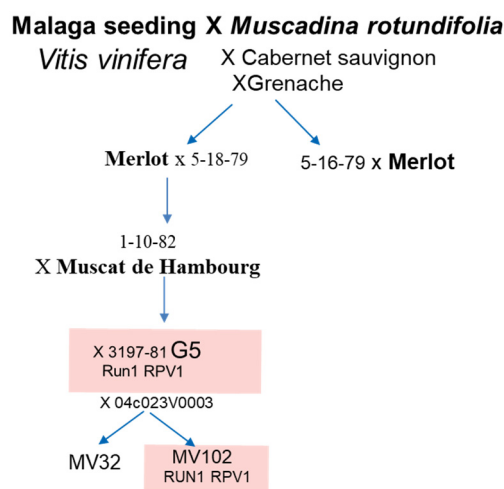 Malaga seeding X Muscadina rotundifolia
Vitis vinifera X Cabernet sauvignon
XGrenache
Merlot x 5-18-79
5-16-79 x Merlot
1-10-82
X Muscat de Hambourg
X 3197-81 G5
Run1 RPV1
X 04c023V0003
MV32
MV102
RUN1 RPV1